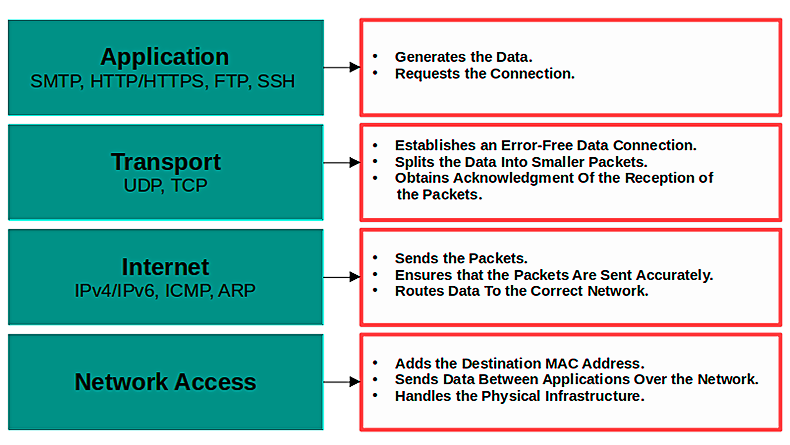 Application
SMTP, HTTP/HTTPS, FTP, SSH
• Generates the Data.
• Requests the Connection.
Transport
UDP, TCP
• Establishes an Error-Free Data Connection.
• Splits the Data Into Smaller Packets.
• Obtains Acknowledgment Of the Reception of
the Packets.
Internet
IPv4/IPv6, ICMP, ARP
• Sends the Packets.
• Ensures that the Packets Are Sent Accurately.
• Routes Data To the Correct Network.
Network Access
• Adds the Destination MAC Address.
• Sends Data Between Applications Over the Network.
• Handles the Physical Infrastructure.